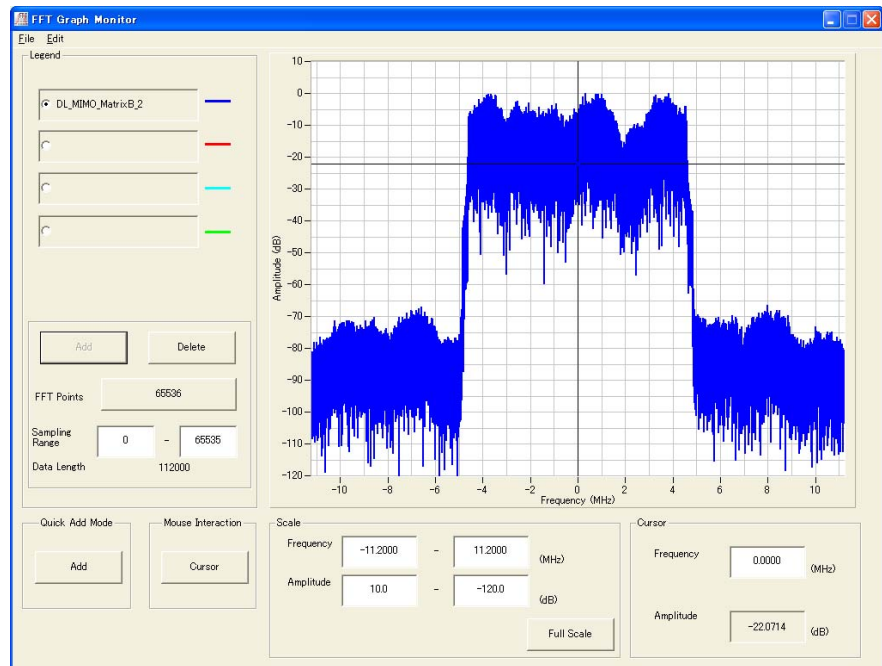 FFT Graph Monitor
File Edit
Legend
DL_MIMO_MatrixB_2
Add Delete
FFT Points 65536
Sampling Range 0 - 65535
Data Length 112000
Quick Add Mode
Add
Mouse Interaction
Cursor
10
0
-10
-20
-30
-40
-50
-60
-70
-80
-90
-100
-110
-120
Amplitude (dB)
-10 -8 -6 -4 -2 0 2 4 6 8 10
Frequency (MHz)
Scale
Frequency -11.2000 - 11.2000 (MHz)
Amplitude 10.0 - -120.0 (dB)
Full Scale
Cursor
Frequency 0.0000 (MHz)
Amplitude -22.0714 (dB)